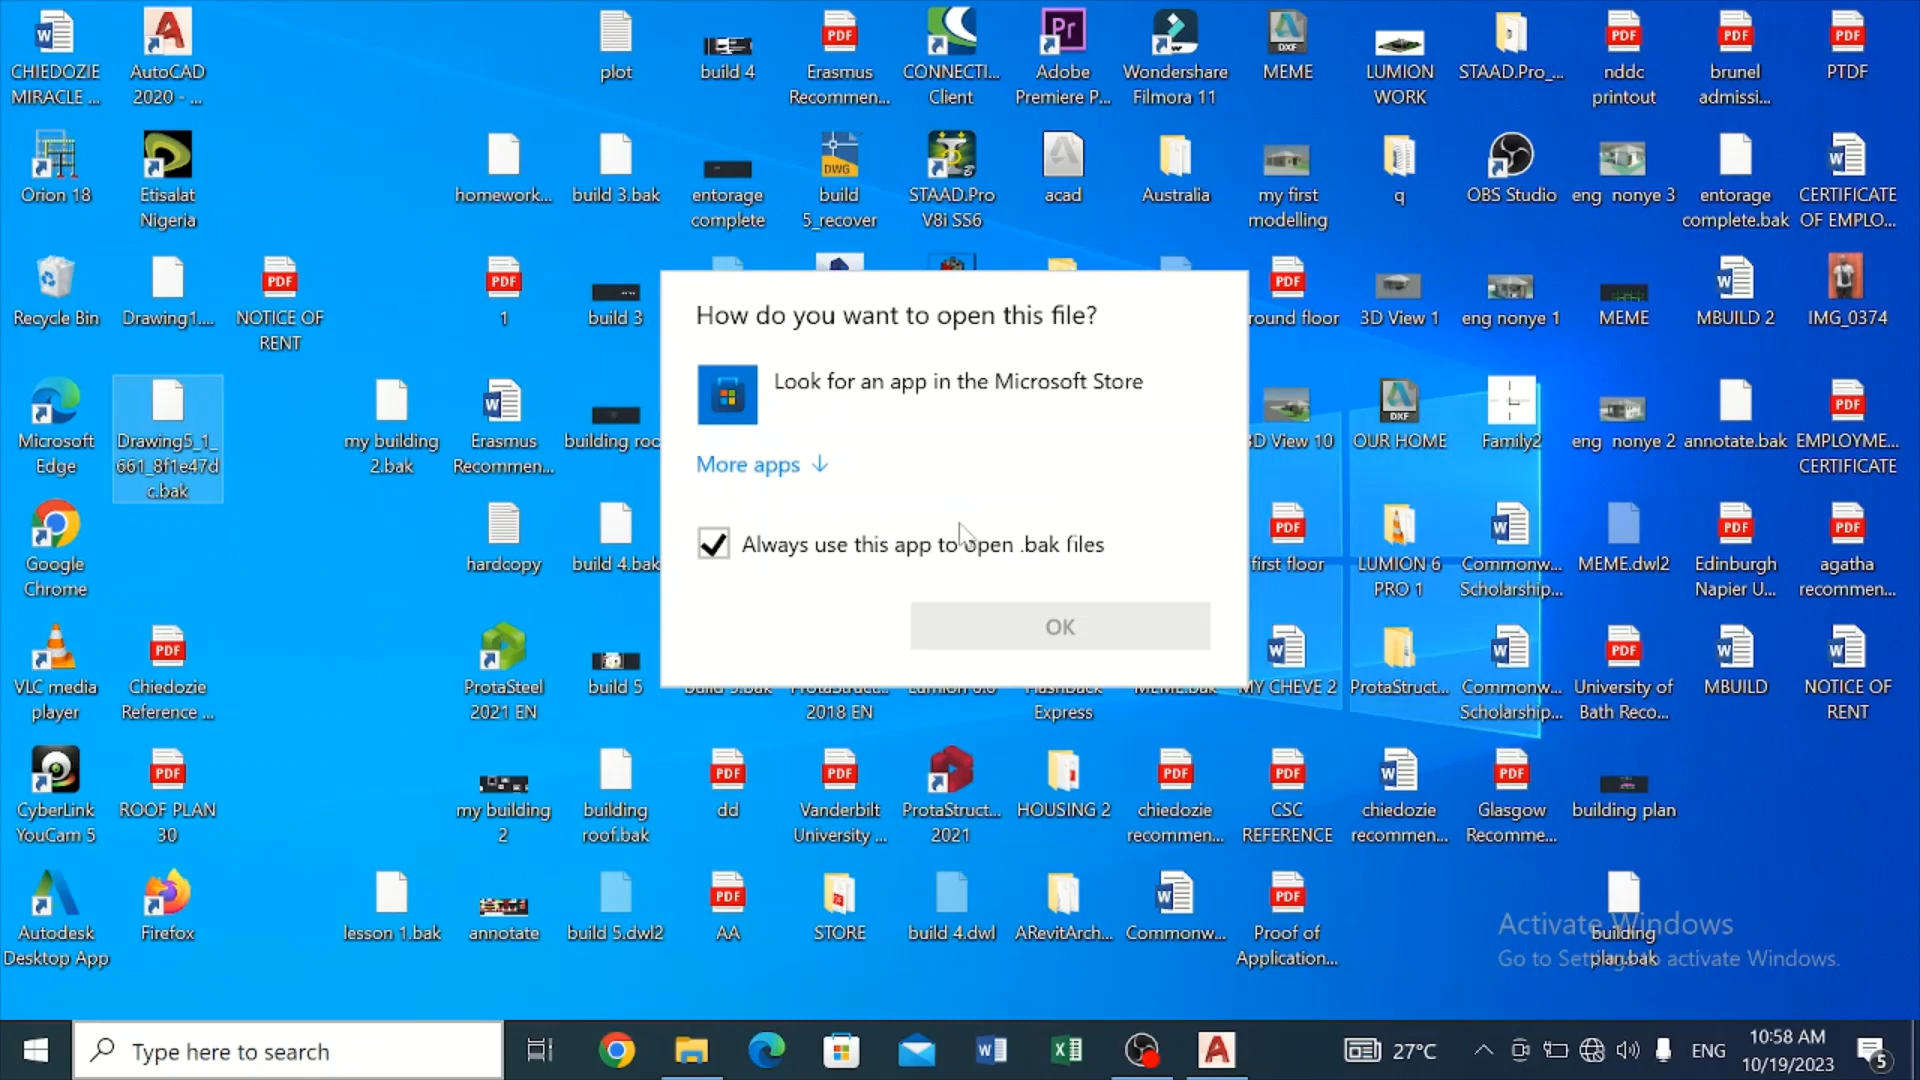 CHIEDOZIE
MIRACLE ...
AutoCAD
2020 - ...
plot
build 4
Erasmus
Recommen...
CONNECTI...
Client
Adobe
Premiere P...
Wondershare
Filmora 11
MEME
LUMION
WORK
STAAD.Pro_...
nddc
printout
brunel
admissi...
PTDF
Orion 18
Etisalat
Nigeria
homework...
build 3.bak
entorage
complete
build
5_recover
STAAD.Pro
V8i SS6
acad
Australia
my first
modelling
q
OBS Studio
eng nonye 3
entorage
complete.bak
CERTIFICATE
OF EMPLO...
Recycle Bin
Drawing1....
NOTICE OF
RENT
1
build 3
round floor
3D View 1
eng nonye 1
MEME
MBUILD 2
IMG_0374
How do you want to open this file?
Look for an app in the Microsoft Store
More apps
Always use this app to open .bak files
OK
Microsoft
Edge
Drawing5_1_
661_8f1e47d
c.bak
my building
2.bak
Erasmus
Recommen...
building roo
3D View 10
OUR HOME
Family2
eng nonye 2
annotate.bak
EMPLOYME...
CERTIFICATE
Google
Chrome
hardcopy
build 4.bak
first floor
LUMION 6
PRO 1
Commonw...
Scholarship...
MEME.dwl2
Edinburgh
Napier U...
agatha
recommen...
VLC media
player
Chiedozie
Reference ...
ProtaSteel
2021 EN
build 5
2018 EN
Express
MY CHEVE 2
ProtaStruct...
Commonw...
Scholarship...
University of
Bath Reco...
MBUILD
NOTICE OF
RENT
CyberLink
YouCam 5
ROOF PLAN
30
my building
2
building
roof.bak
dd
Vanderbilt
University ...
ProtaStruct...
2021
HOUSING 2
chiedozie
recommen...
CSC
REFERENCE
chiedozie
recommen...
Glasgow
Recomme...
building plan
Autodesk
Desktop App
Firefox
lesson 1.bak
annotate
build 5.dwl2
AA
STORE
build 4.dwl
ARevitArch...
Commonw...
Proof of
Application...
building
plan.bak
Activate Windows
Go to Settings to activate Windows.
Type here to search
27°C
ENG
10:58 AM
10/19/2023
5